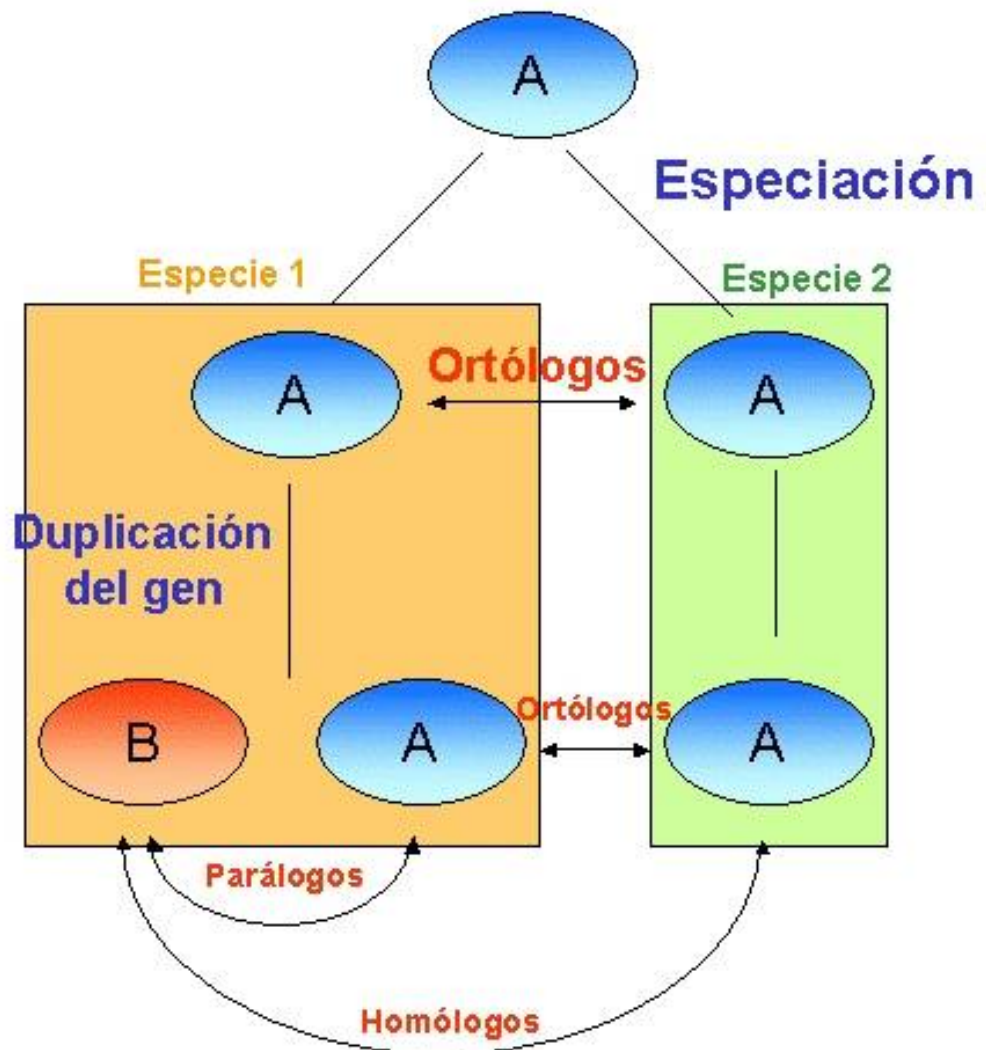 A
Especiación
Especie 1
Especie 2
A
Ortólogos
A
Duplicación
del gen
B
A
Ortólogos
A
Parálogos
Homólogos